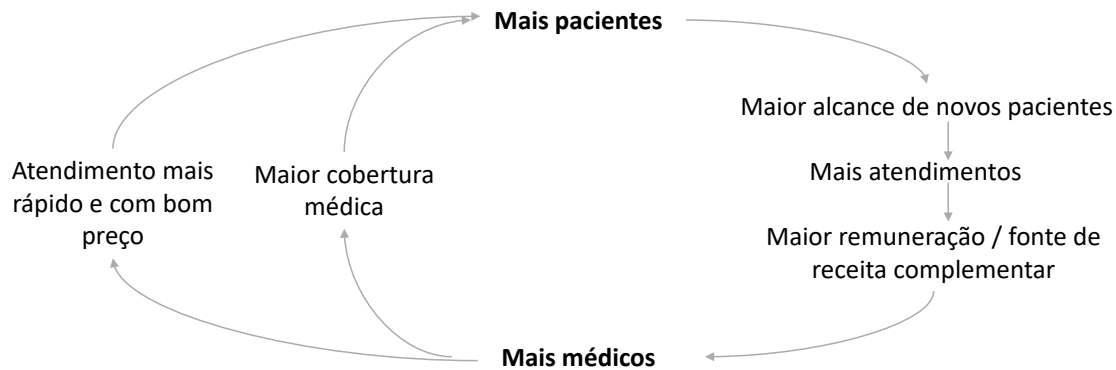 Mais pacientes
Maior alcance de novos pacientes
Mais atendimentos
Maior remuneração / fonte de
receita complementar
Mais médicos
Maior cobertura
médica
Atendimento mais
rápido e com bom
preço